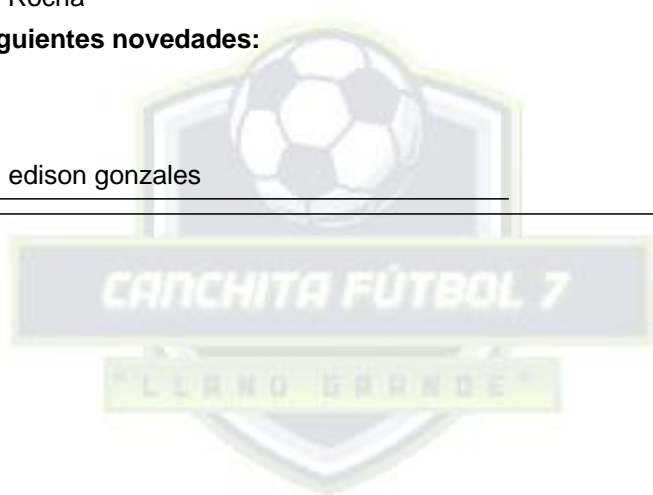 Rocha
guientes novedades:
edison gonzales
CANCHITA FÚTBOL 7
"LLANO GRANDE"